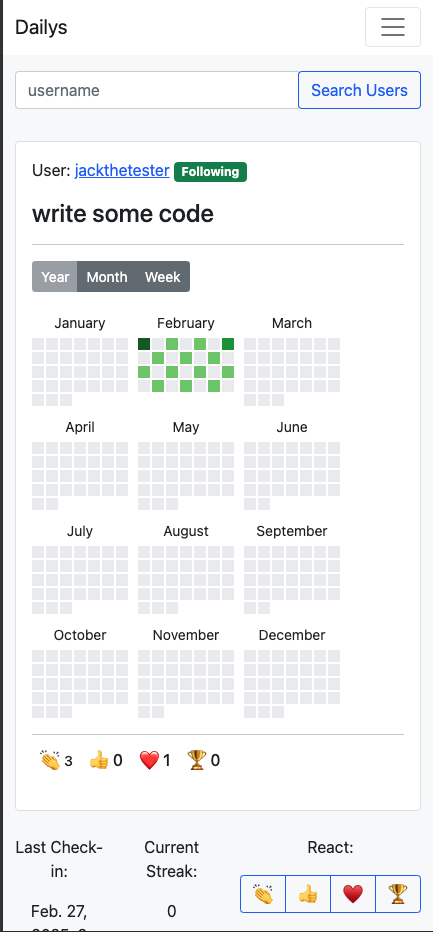 Dailys
username
Search Users
User: jackthetester Following
write some code
Year Month Week
January February March
April May June
July August September
October November December
👏 3 👍 0 ❤️ 1 🏆 0
Last Check-
in:
Current
Streak:
React:
Feb. 27,
0
👏 👍 ❤️ 🏆